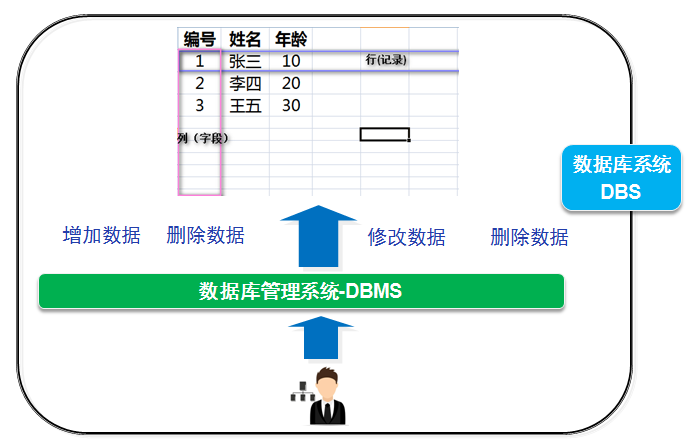 编号 姓名 年龄
1 张三 10 行(记录)
2 李四 20
3 王五 30
列（字段）
数据库系统
DBS
增加数据 删除数据 修改数据 删除数据
数据库管理系统-DBMS